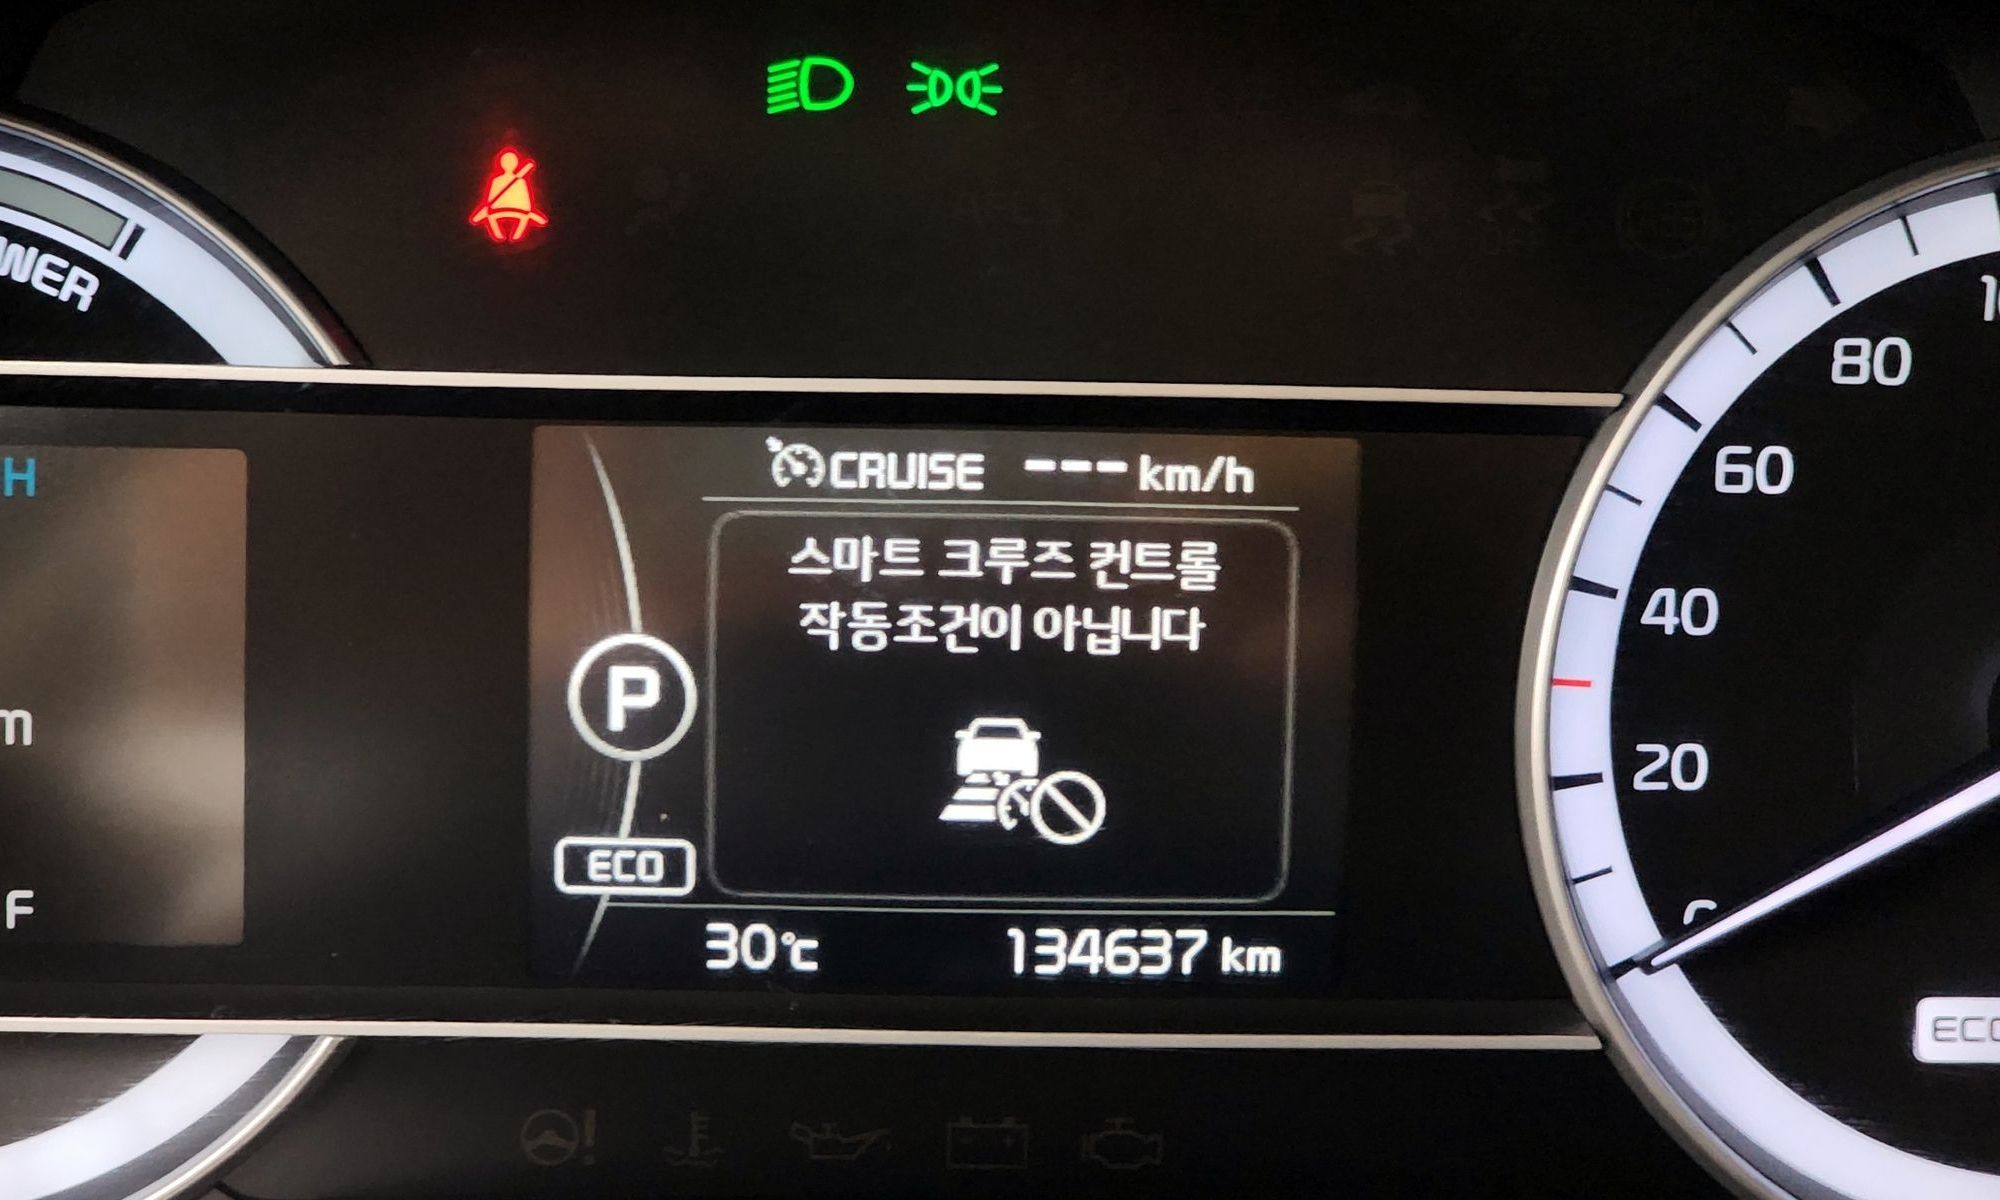 WER
H
m
F
CRUISE --- km/h
스마트 크루즈 컨트롤
작동조건이 아닙니다
P
ECO
30℃ 134637 km
80
60
40
20
ECO